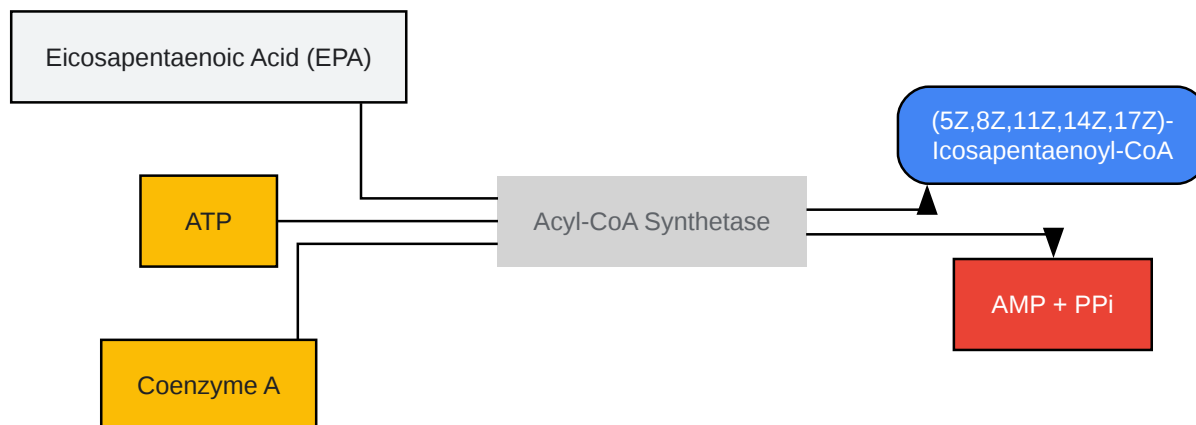 Eicosapentaenoic Acid (EPA)
ATP
Coenzyme A
Acyl-CoA Synthetase
(5Z,8Z,11Z,14Z,17Z)-
Icosapentaenoyl-CoA
AMP + PPi